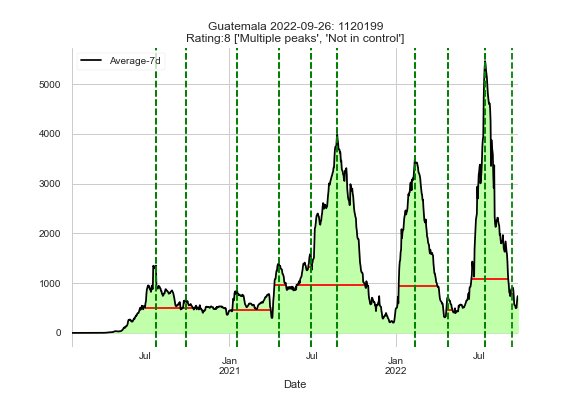 Guatemala 2022-09-26: 1120199
Rating:8 ['Multiple peaks', 'Not in control']
Average-7d
5000
4000
3000
2000
1000
0
Jul
Jan
2021
Jul
Jan
2022
Jul
Date